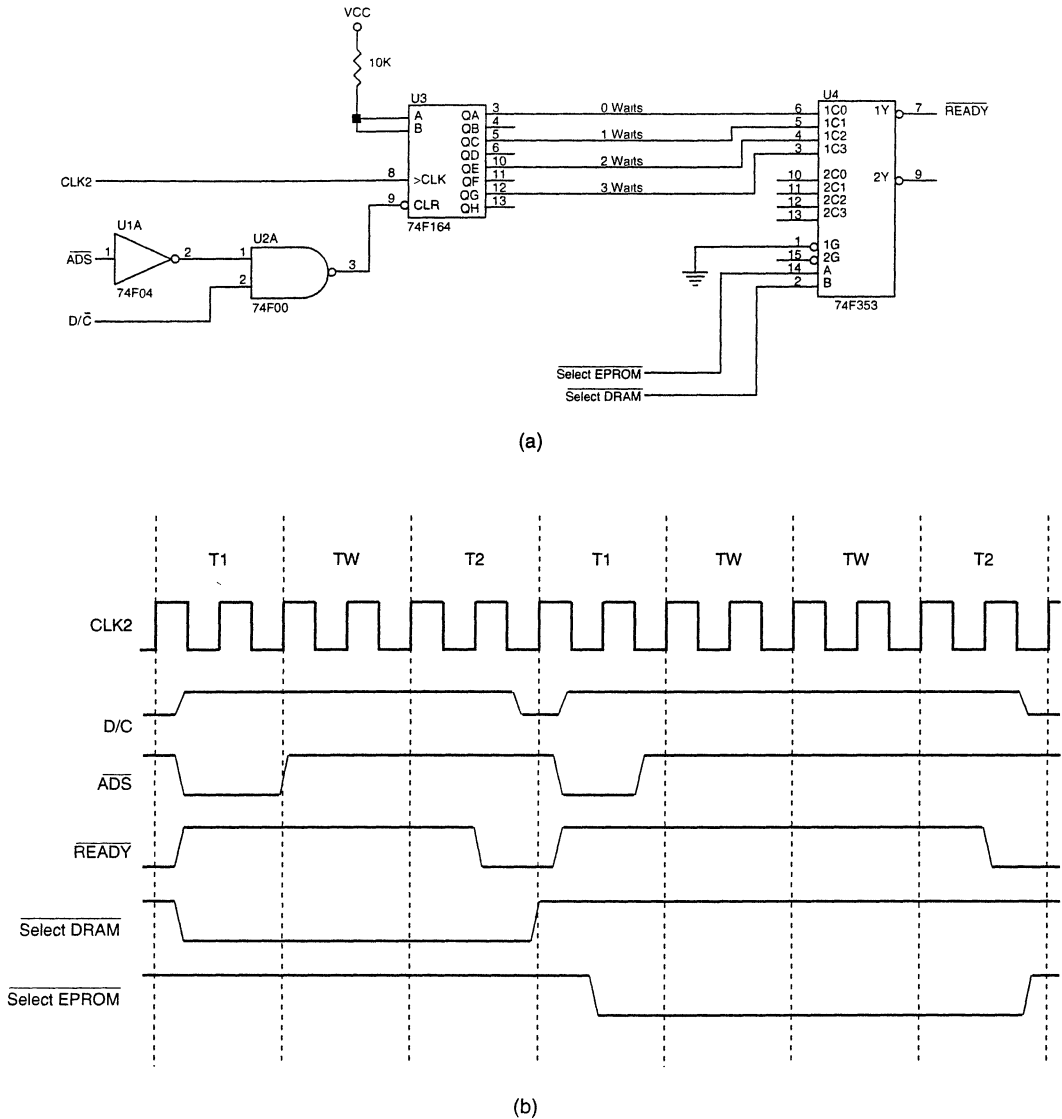 VCC
10K
U3
A
B
>CLK
CLR
QA
QB
QC
QD
QE
QF
QG
QH
3
4
5
6
10
11
12
13
8
9
74F164
0 Waits
1 Waits
2 Waits
3 Waits
U4
6
5
4
3
1C0
1C1
1C2
1C3
1Y
7
READY
10
11
12
13
2C0
2C1
2C2
2C3
2Y
9
1
15
14
2
1G
2G
A
B
74F353
CLK2
U1A
ADS
1
2
74F04
U2A
1
2
3
74F00
D/C
Select EPROM
Select DRAM
(a)
T1 TW T2 T1 TW TW T2
CLK2
D/C
ADS
READY
Select DRAM
Select EPROM
(b)